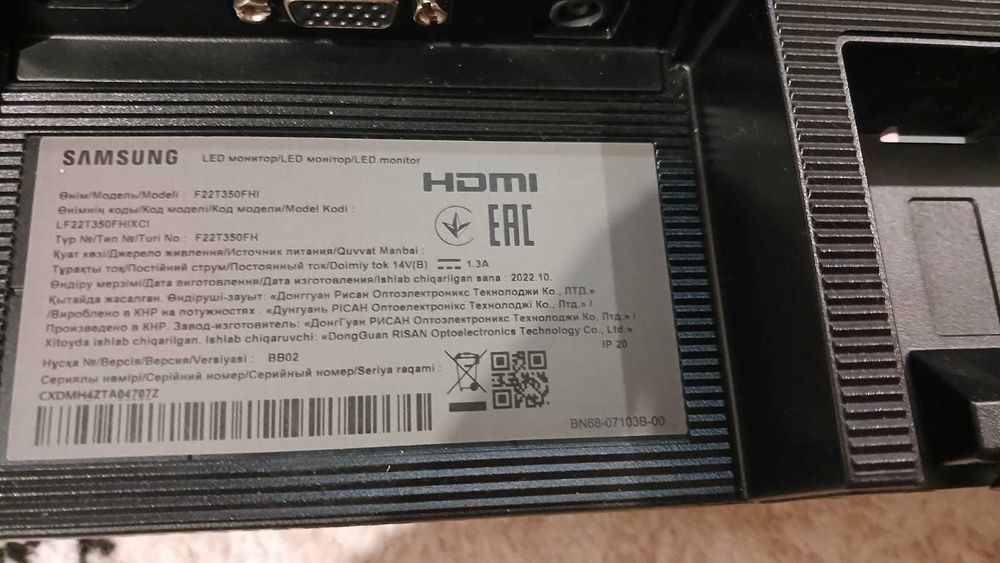 SAMSUNG LED монитор/LED монітор/LED monitor
HDMI
Өнім/Модель/Modeli : F22T350FHI
Өнімнің коды/Код моделі/Код модели/Model Kodi :
LF22T350FHIXCI
EAC
Тур №/Тип №/Turi No : F22T350FH
Қуат көзі/Джерело живлення/Источник питания/Quvvat Manbai :
Тұрақты ток/Постійний струм/Постоянный ток/Doimiy tok 14V(B) 1.3A
Өндіру мерзімі/Дата виготовлення/Дата изготовления/Ishlab chiqarilgan sana : 2022.10.
Қытайда жасалған. Өндіруші-зауыт: «Донггуан Рисан Оптоэлектроникс Текнолоджи Ко., ЛТД.»
/Вироблено в КНР на потужностях . «Дунгуань РІСАН Оптоелектронікс Технолоджі Ко., Лтд.» /
Произведено в КНР. Завод-изготовитель: «ДонгГуан РИСАН Оптоэлектроникс Технолоджи Ко., Лтд.» /
Xitoyda ishlab chiqarilgan. Ishlab chiqaruvchi: «DongGuan RISAN Optoelectronics Technology Co., Ltd.»
IP 20
Нұсқа №/Версія/Версия/Versiyasi : BB02
Сериялы нөмірі/Серійний номер/Серийный номер/Seriya raqami :
CXDMH4ZTA04707Z
BN68-07103B-00